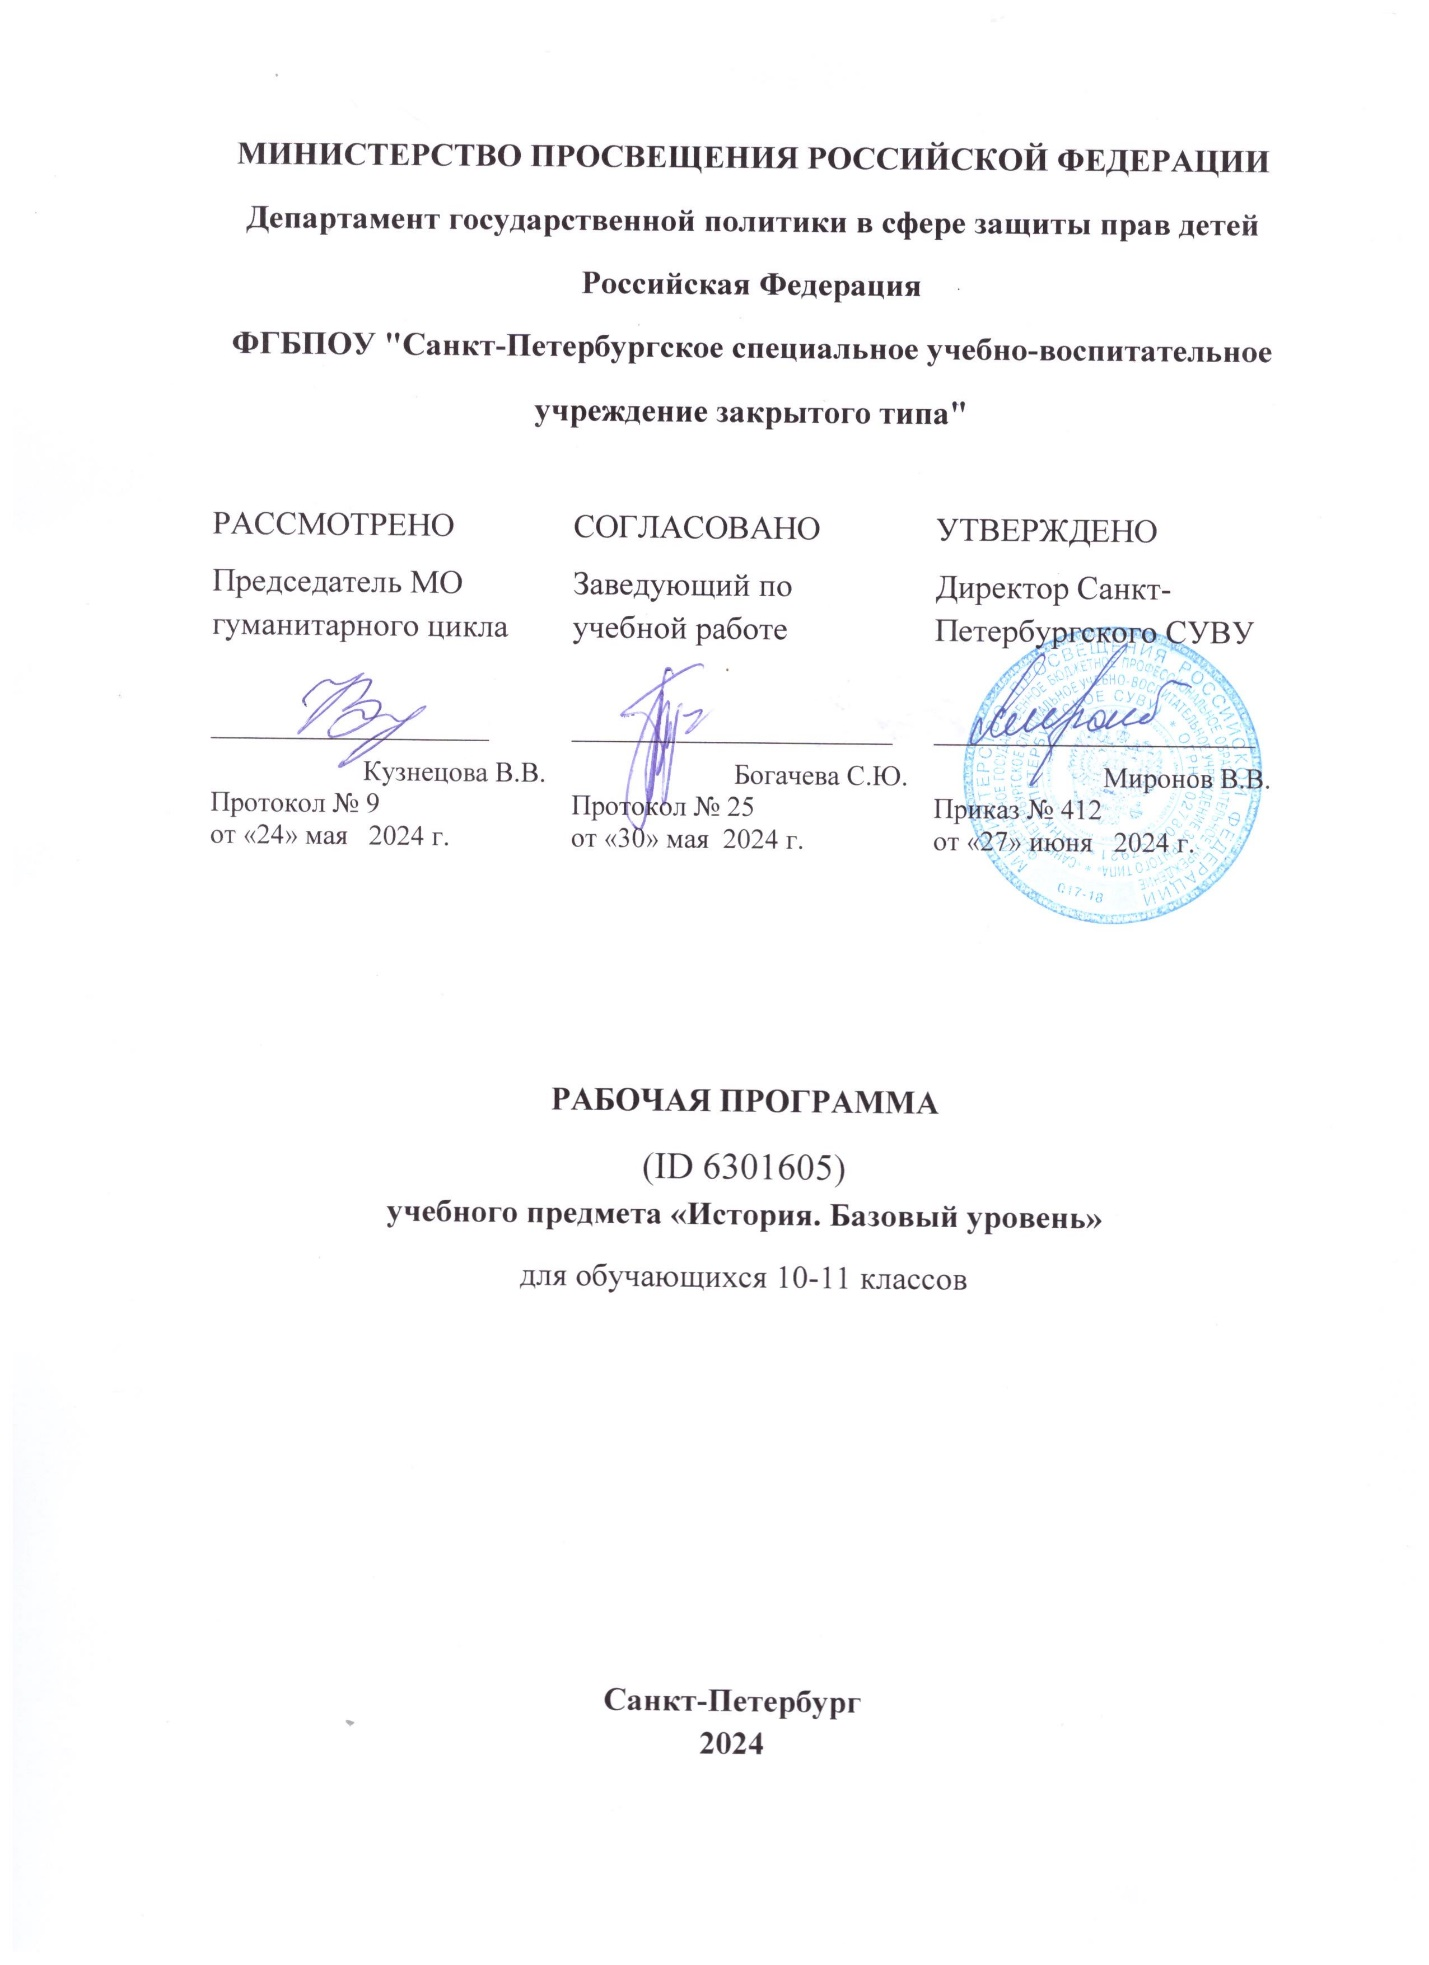 МИНИСТЕРСТВО ПРОСВЕЩЕНИЯ РОССИЙСКОЙ ФЕДЕРАЦИИ
Департамент государственной политики в сфере защиты прав детей
Российская Федерация
ФГБПОУ "Санкт-Петербургское специальное учебно-воспитательное
учреждение закрытого типа"
РАССМОТРЕНО
Председатель МО
гуманитарного цикла
Кузнецова В.В.
Протокол № 9
от «24» мая 2024 г.
СОГЛАСОВАНО
Заведующий по
учебной работе
Богачева С.Ю.
Протокол № 25
от «30» мая 2024 г.
УТВЕРЖДЕНО
Директор Санкт-
Петербургского СУВУ
Миронов В.В.
Приказ № 412
от «27» июня 2024 г.
017-18
РАБОЧАЯ ПРОГРАММА
(ID 6301605)
учебного предмета «История. Базовый уровень»
для обучающихся 10-11 классов
Санкт-Петербург
2024